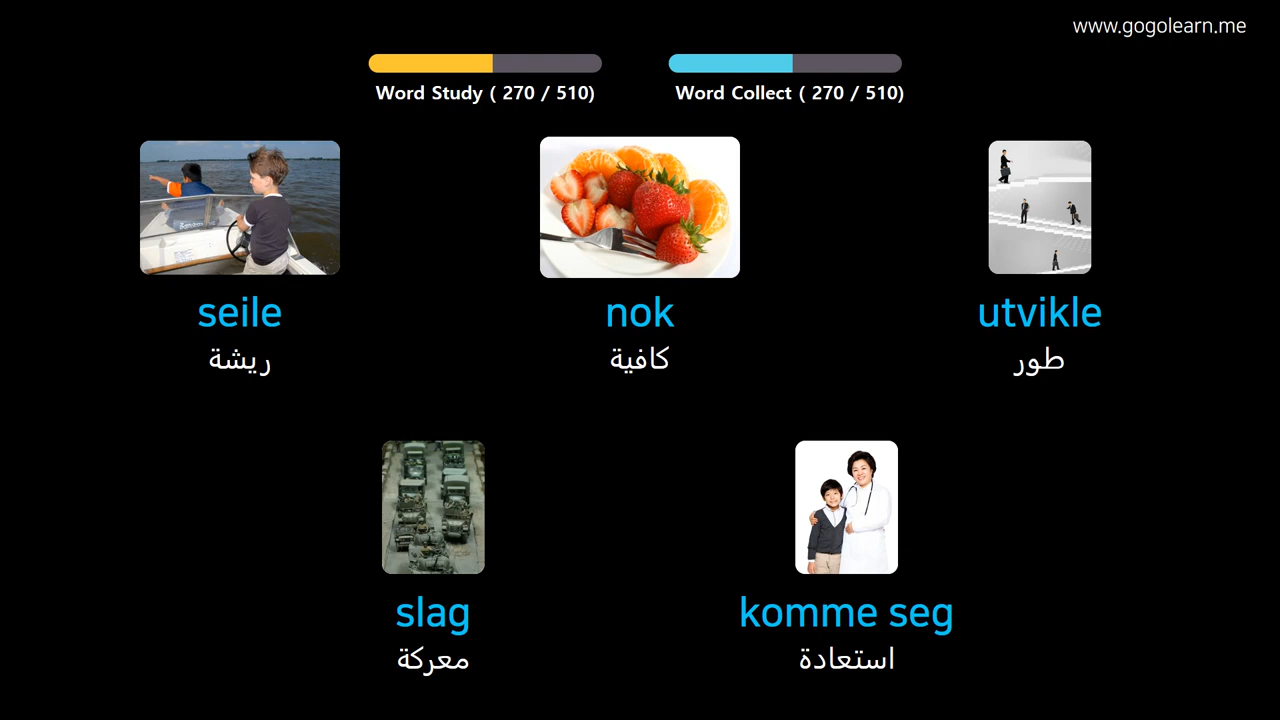 www.gogolearn.me
Word Study ( 270 / 510)
Word Collect ( 270 / 510)
seile
nok
utvikle
ريشة
كافية
طور
slag
komme seg
معركة
استعادة